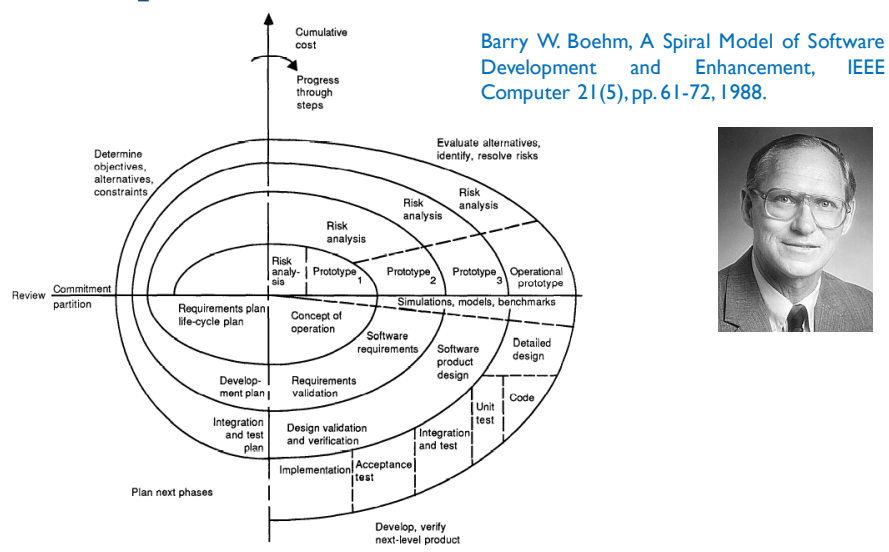 Cumulative
cost
Progress
through
steps
Barry W. Boehm, A Spiral Model of Software
Development and Enhancement, IEEE
Computer 21(5), pp. 61-72, 1988.
Evaluate alternatives,
identify, resolve risks
Determine
objectives,
alternatives,
constraints
Risk
analysis
Risk
analysis
Risk
analysis
Risk
analy-
sis
Prototype 1
Prototype 2
Prototype 3
Operational
prototype
Review
Commitment
partition
Simulations, models, benchmarks
Requirements plan
life-cycle plan
Concept of
operation
Software
requirements
Software
product
design
Detailed
design
Develop-
ment plan
Requirements
validation
Code
Unit
test
Integration
and test
plan
Design validation
and verification
Integration
and test
Implementation
Acceptance
test
Plan next phases
Develop, verify
next-level product